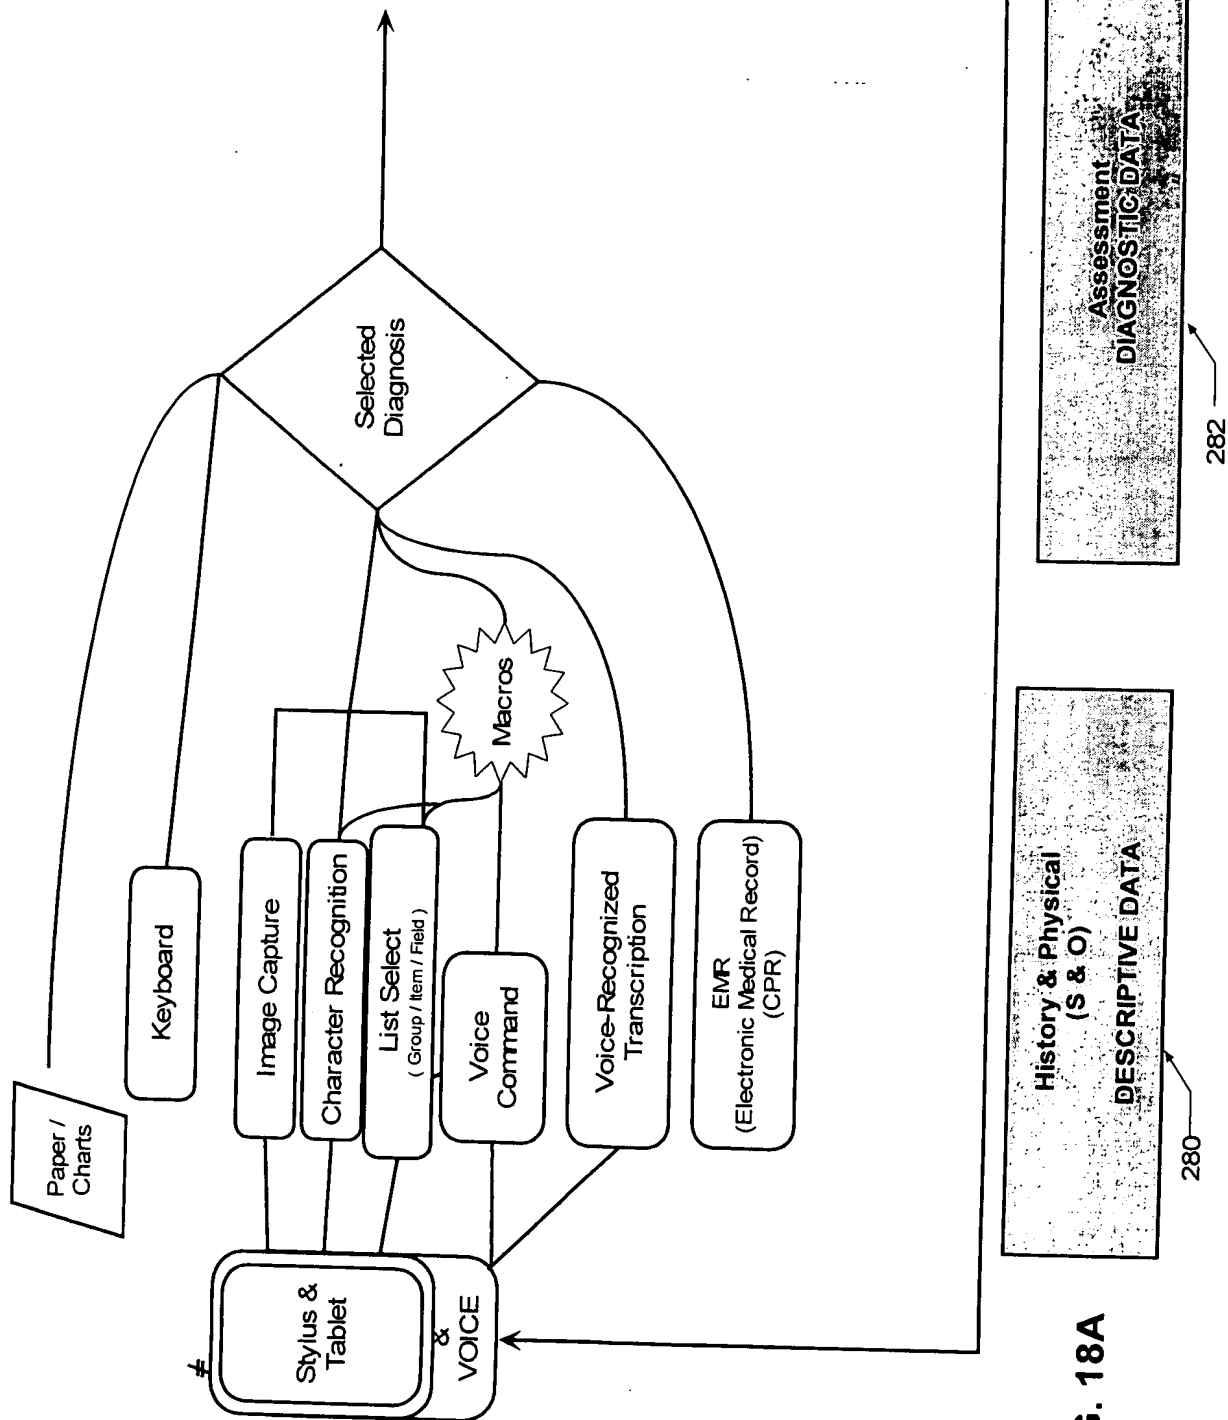 Paper /
Charts
Keyboard
Stylus &
Tablet
&
VOICE
Image Capture
Character Recognition
List Select
( Group / Item / Field )
Voice
Command
Macros
Voice-Recognized
Transcription
EMR
(Electronic Medical Record)
(CPR)
Selected
Diagnosis
History & Physical
(S & O)
DESCRIPTIVE DATA
280
Assessment
DIAGNOSTIC DATA
282
G. 18A